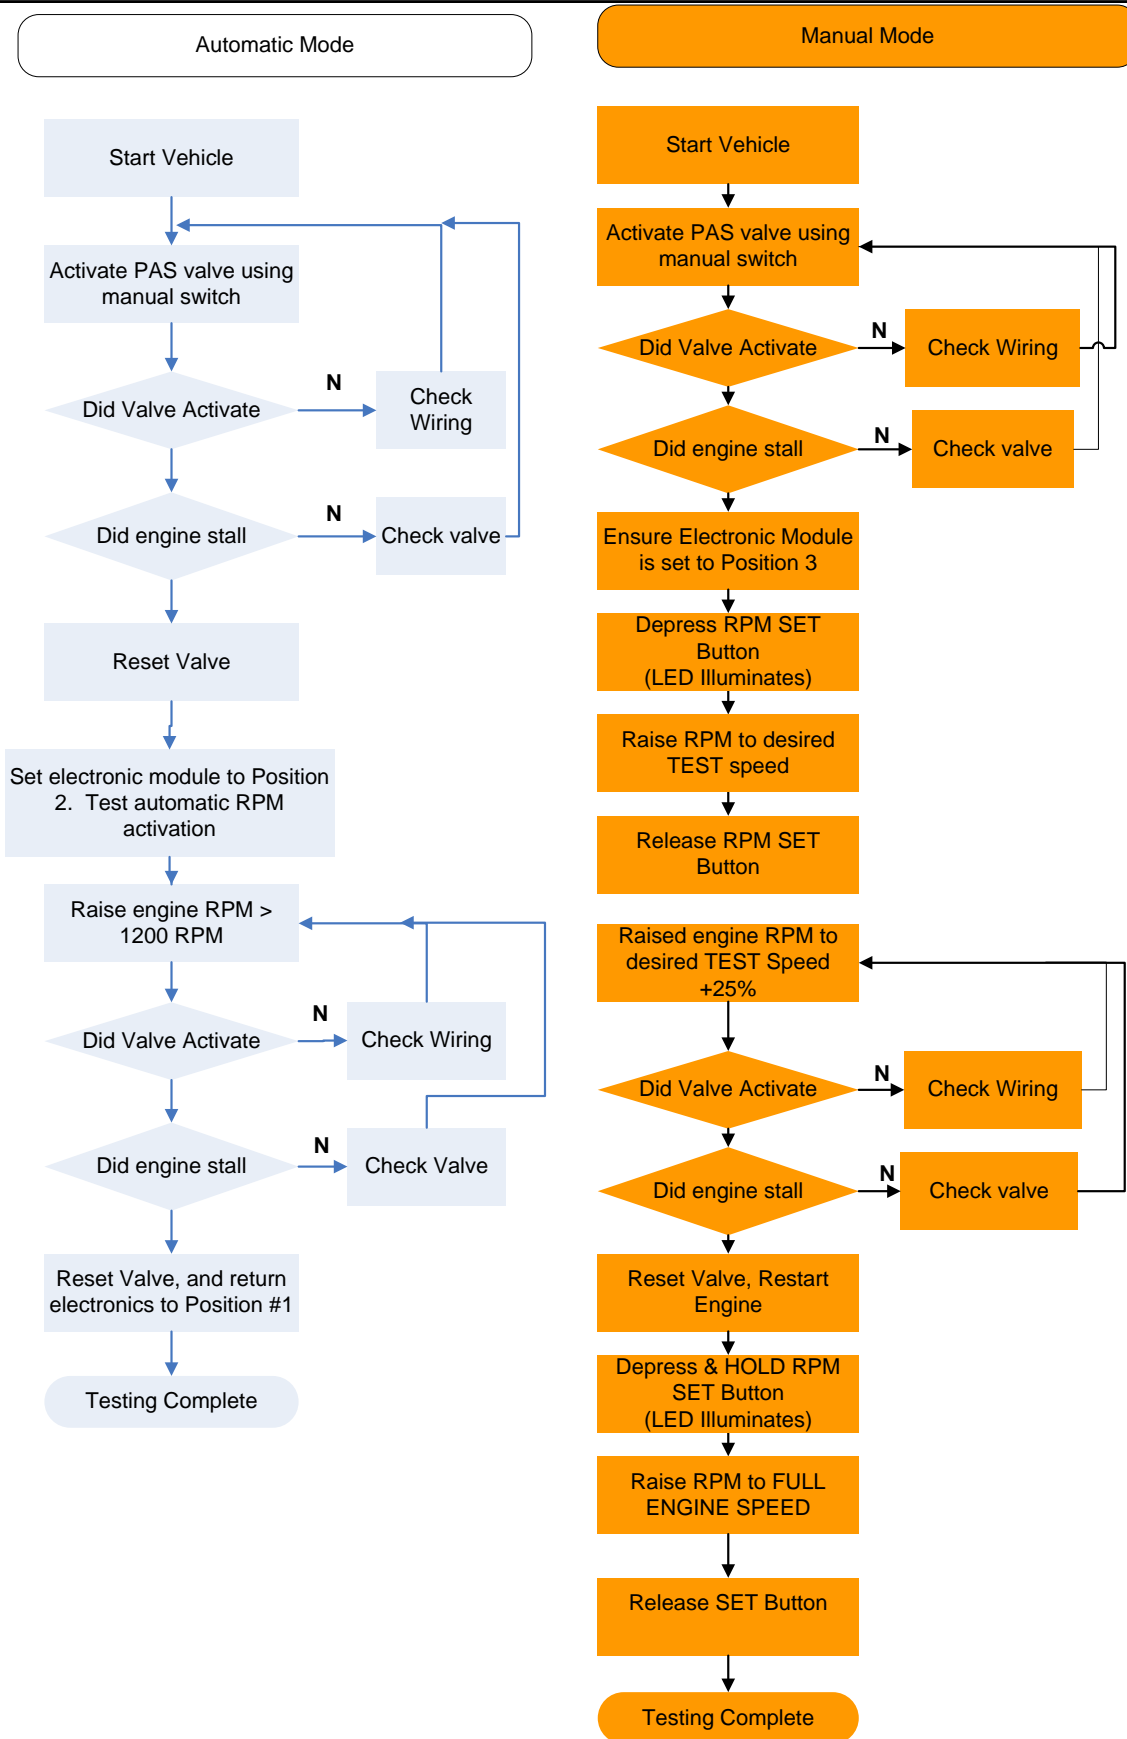 Automatic Mode
Start Vehicle
Activate PAS valve using
manual switch
Did Valve Activate
N
Check
Wiring
Did engine stall
N
Check valve
Reset Valve
Set electronic module to Position
2.  Test automatic RPM
activation
Raise engine RPM >
1200 RPM
Did Valve Activate
N
Check Wiring
Did engine stall
N
Check Valve
Reset Valve, and return
electronics to Position #1
Testing Complete
Manual Mode
Start Vehicle
Activate PAS valve using
manual switch
Did Valve Activate
N
Check Wiring
Did engine stall
N
Check valve
Ensure Electronic Module
is set to Position 3
Depress RPM SET
Button
(LED Illuminates)
Raise RPM to desired
TEST speed
Release RPM SET
Button
Raised engine RPM to
desired TEST Speed
+25%
Did Valve Activate
N
Check Wiring
Did engine stall
N
Check valve
Reset Valve, Restart
Engine
Depress & HOLD RPM
SET Button
(LED Illuminates)
Raise RPM to FULL
ENGINE SPEED
Release SET Button
Testing Complete